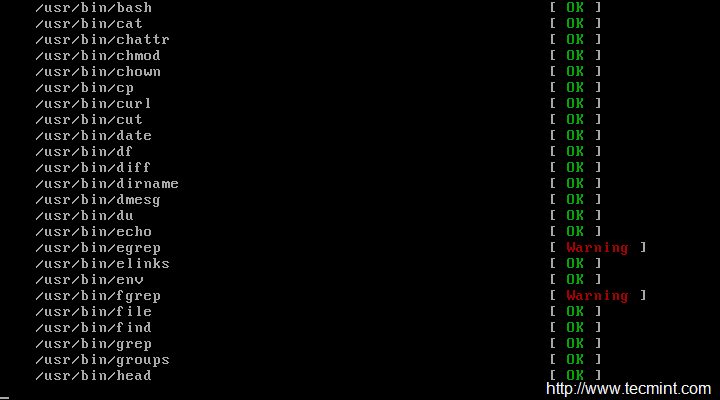 /usr/bin/bash [ OK ]
/usr/bin/cat [ OK ]
/usr/bin/chattr [ OK ]
/usr/bin/chmod [ OK ]
/usr/bin/chown [ OK ]
/usr/bin/cp [ OK ]
/usr/bin/curl [ OK ]
/usr/bin/cut [ OK ]
/usr/bin/date [ OK ]
/usr/bin/df [ OK ]
/usr/bin/diff [ OK ]
/usr/bin/dirname [ OK ]
/usr/bin/dmesg [ OK ]
/usr/bin/du [ OK ]
/usr/bin/echo [ OK ]
/usr/bin/egrep [ Warning ]
/usr/bin/elinks [ OK ]
/usr/bin/env [ OK ]
/usr/bin/fgrep [ Warning ]
/usr/bin/file [ OK ]
/usr/bin/find [ OK ]
/usr/bin/grep [ OK ]
/usr/bin/groups [ OK ]
/usr/bin/head [ OK ]
http://www.tecmint.com